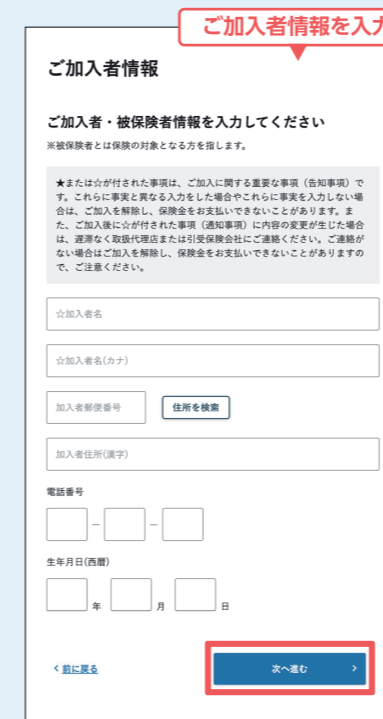 ご加入者情報を入力
ご加入者情報
ご加入者・被保険者情報を入力してください
※被保険者とは保険の対象となる方を指します。
★または☆が付された事項は、ご加入に関する重要な事項（告知事項）で
す。これらに事実と異なる入力をした場合やこれらに事実を入力しない場
合は、ご加入を解除し、保険金をお支払いできないことがあります。ま
た、ご加入後に☆が付された事項（通知事項）に内容の変更が生じた場合
は、遅滞なく取扱代理店または引受保険会社にご連絡ください。ご連絡が
ない場合はご加入を解除し、保険金をお支払いできないことがありますの
で、ご注意ください。
☆加入者名
☆加入者名(カナ)
加入者郵便番号 住所を検索
加入者住所(漢字)
電話番号
– –
生年月日(西暦)
年 月 日
< 前に戻る 次へ進む >